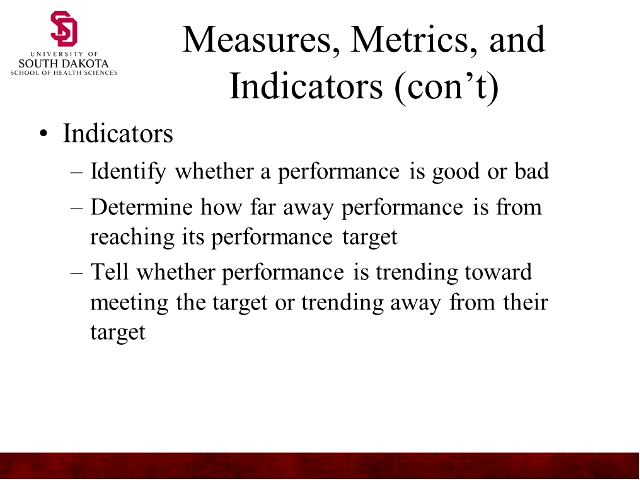 UNIVERSITY OF
SOUTH DAKOTA
SCHOOL OF HEALTH SCIENCES
Measures, Metrics, and
Indicators (con’t)
• Indicators
– Identify whether a performance is good or bad
– Determine how far away performance is from
reaching its performance target
– Tell whether performance is trending toward
meeting the target or trending away from their
target